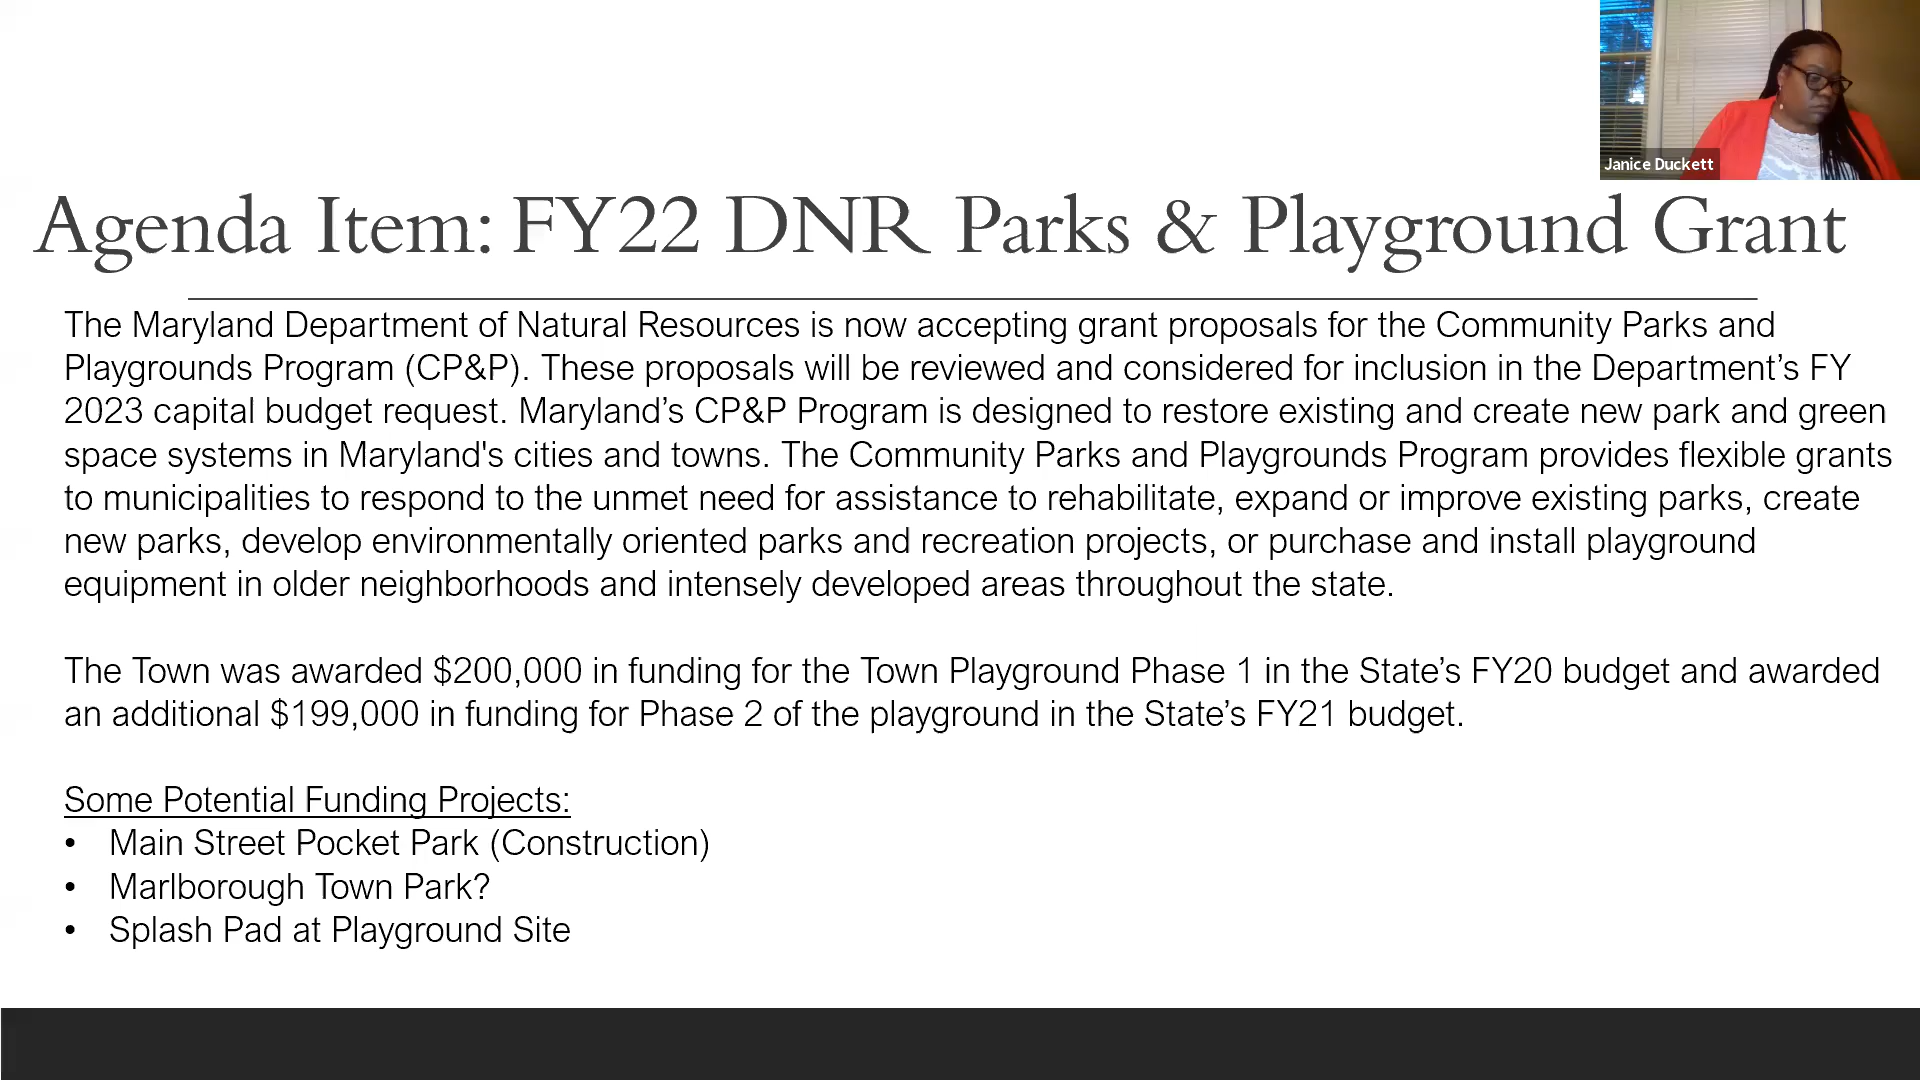 Janice Duckett
Agenda Item: FY22 DNR Parks & Playground Grant
The Maryland Department of Natural Resources is now accepting grant proposals for the Community Parks and
Playgrounds Program (CP&P). These proposals will be reviewed and considered for inclusion in the Department’s FY
2023 capital budget request. Maryland’s CP&P Program is designed to restore existing and create new park and green
space systems in Maryland's cities and towns. The Community Parks and Playgrounds Program provides flexible grants
to municipalities to respond to the unmet need for assistance to rehabilitate, expand or improve existing parks, create
new parks, develop environmentally oriented parks and recreation projects, or purchase and install playground
equipment in older neighborhoods and intensely developed areas throughout the state.
The Town was awarded $200,000 in funding for the Town Playground Phase 1 in the State’s FY20 budget and awarded
an additional $199,000 in funding for Phase 2 of the playground in the State’s FY21 budget.
Some Potential Funding Projects:
• Main Street Pocket Park (Construction)
• Marlborough Town Park?
• Splash Pad at Playground Site